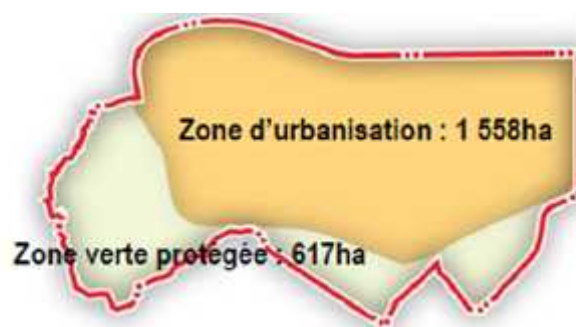 Zone d'urbanisation : 1 558ha
Zone verte protégée : 617ha